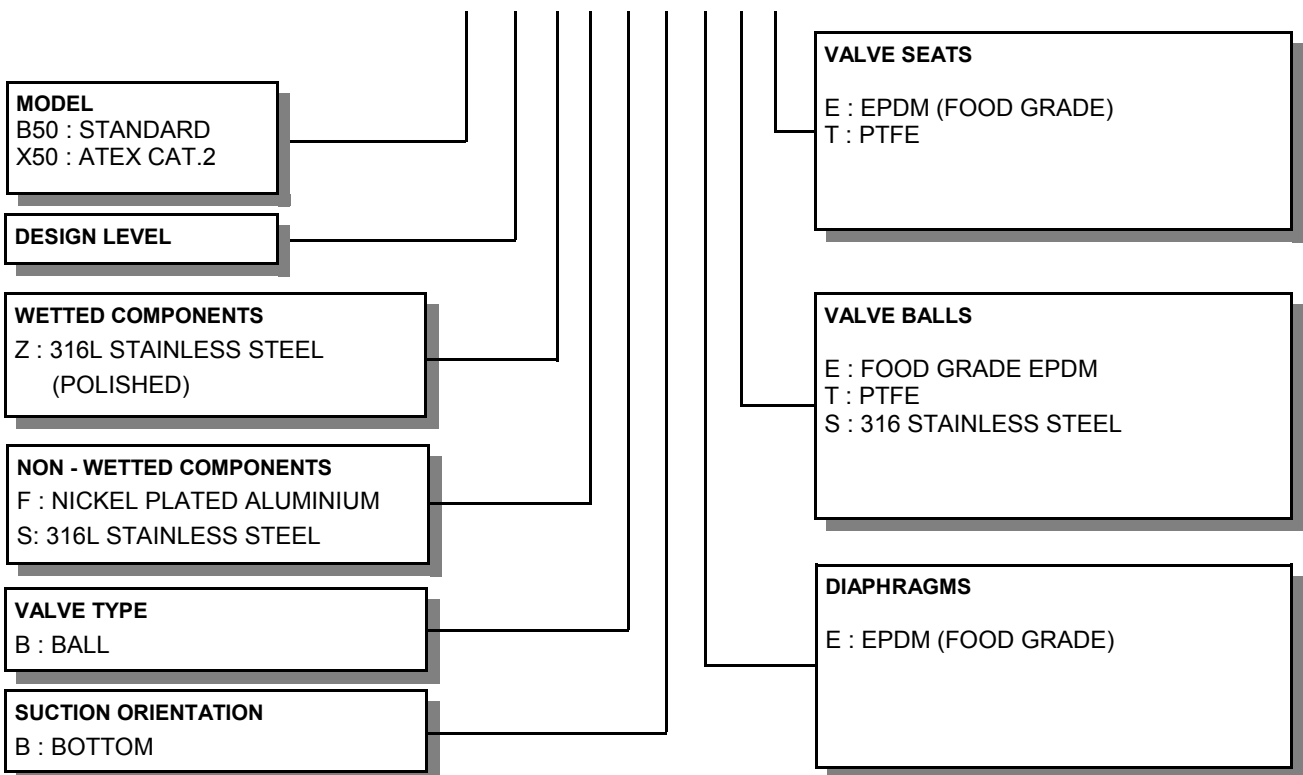 MODEL
B50 : STANDARD
X50 : ATEX CAT.2
DESIGN LEVEL
WETTED COMPONENTS
Z : 316L STAINLESS STEEL
(POLISHED)
NON - WETTED COMPONENTS
F : NICKEL PLATED ALUMINIUM
S: 316L STAINLESS STEEL
VALVE TYPE
B : BALL
SUCTION ORIENTATION
B : BOTTOM
VALVE SEATS
E : EPDM (FOOD GRADE)
T : PTFE
VALVE BALLS
E : FOOD GRADE EPDM
T : PTFE
S : 316 STAINLESS STEEL
DIAPHRAGMS
E : EPDM (FOOD GRADE)